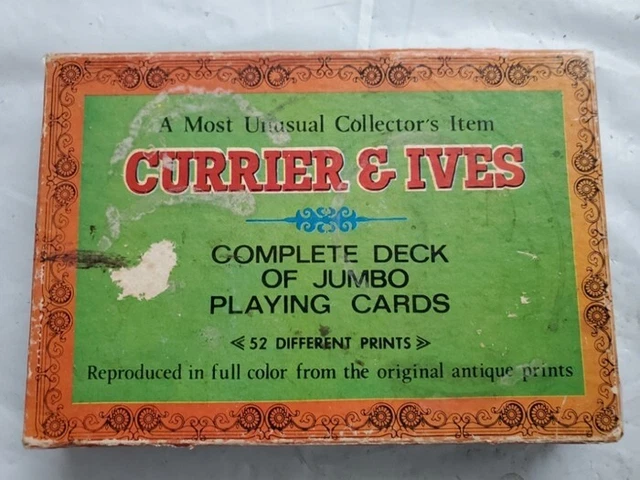 A Most Unusual Collector's Item
CURRIER & IVES
COMPLETE DECK
OF JUMBO
PLAYING CARDS
≪ 52 DIFFERENT PRINTS ≫
Reproduced in full color from the original antique prints